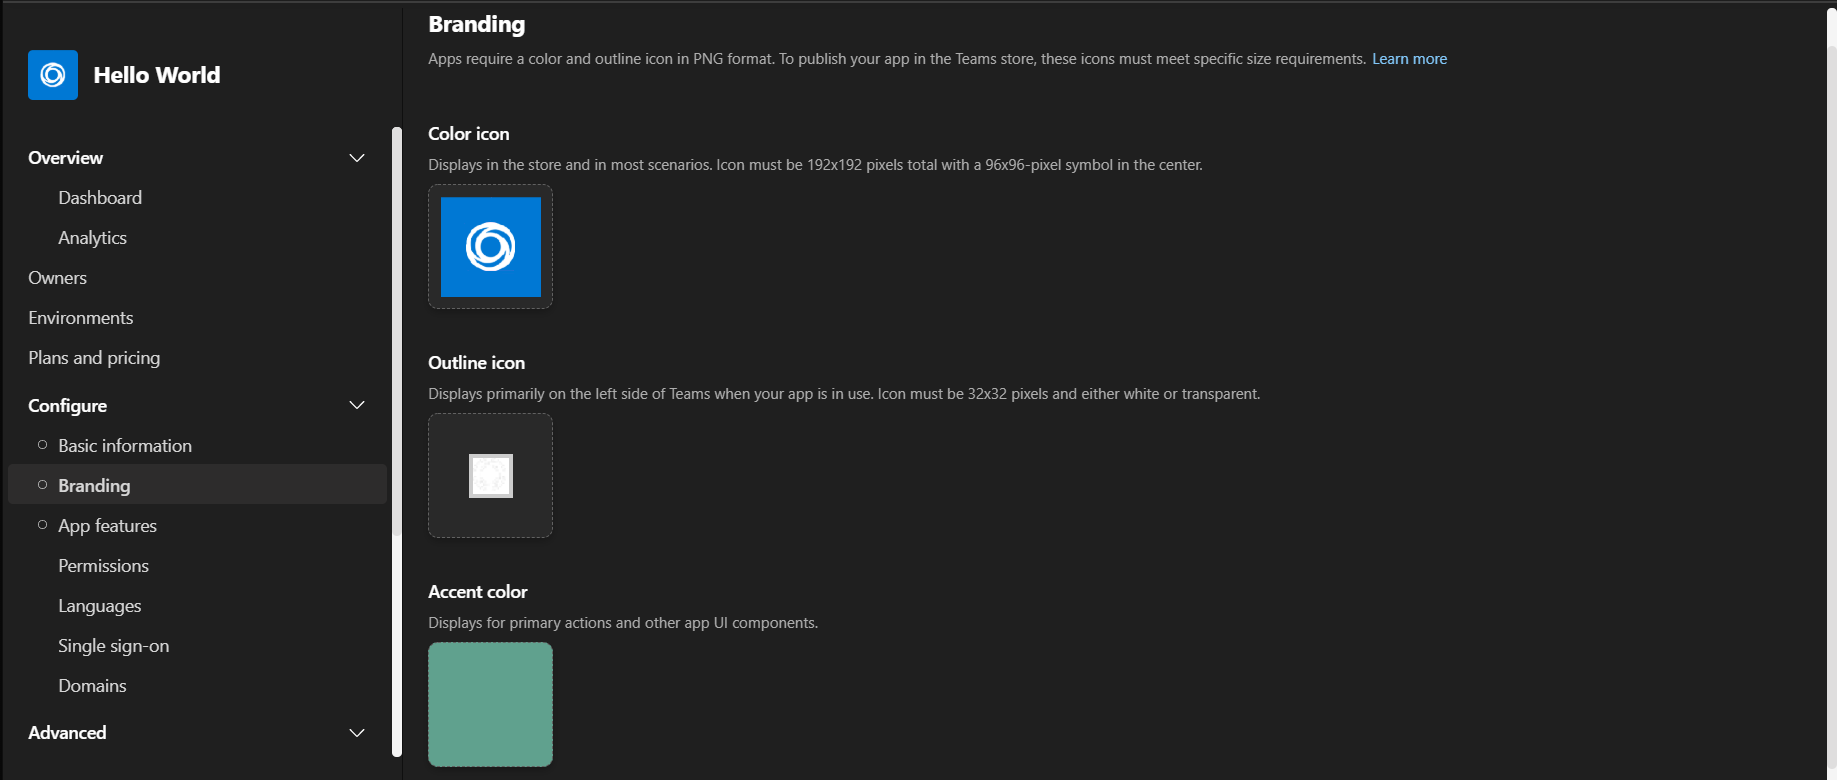 Hello World
Overview
Dashboard
Analytics
Owners
Environments
Plans and pricing
Configure
Basic information
Branding
App features
Permissions
Languages
Single sign-on
Domains
Advanced
Branding
Apps require a color and outline icon in PNG format. To publish your app in the Teams store, these icons must meet specific size requirements. Learn more
Color icon
Displays in the store and in most scenarios. Icon must be 192x192 pixels total with a 96x96-pixel symbol in the center.
Outline icon
Displays primarily on the left side of Teams when your app is in use. Icon must be 32x32 pixels and either white or transparent.
Accent color
Displays for primary actions and other app UI components.